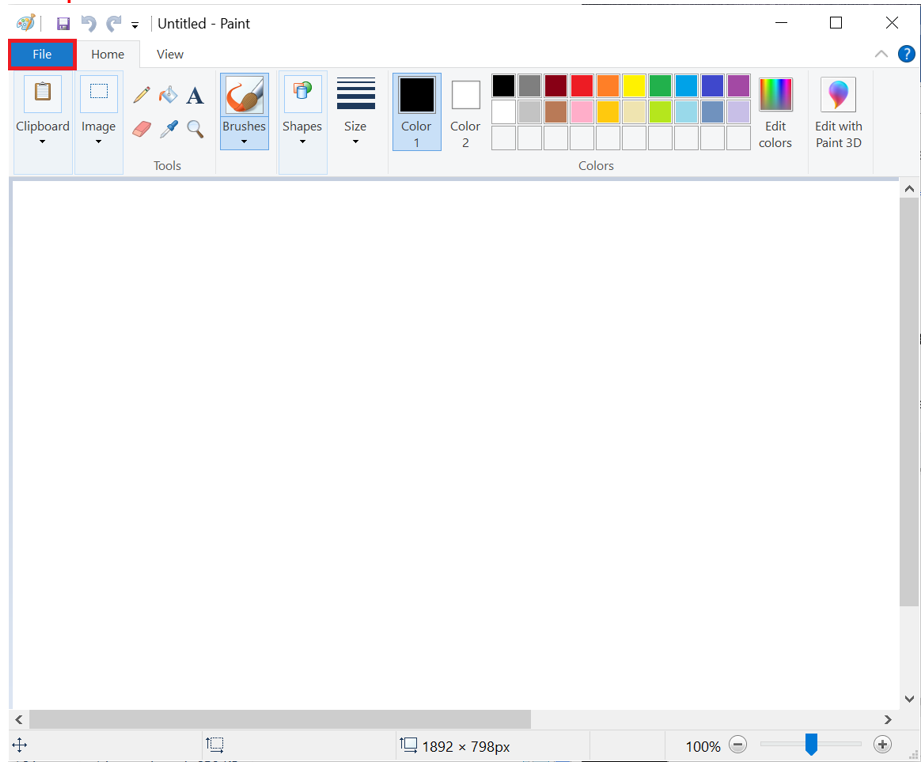 Untitled - Paint
File Home View
Clipboard Image A Brushes Shapes Size Color 1 Color 2 Edit colors Edit with Paint 3D
Tools Colors
1892 × 798px 100%